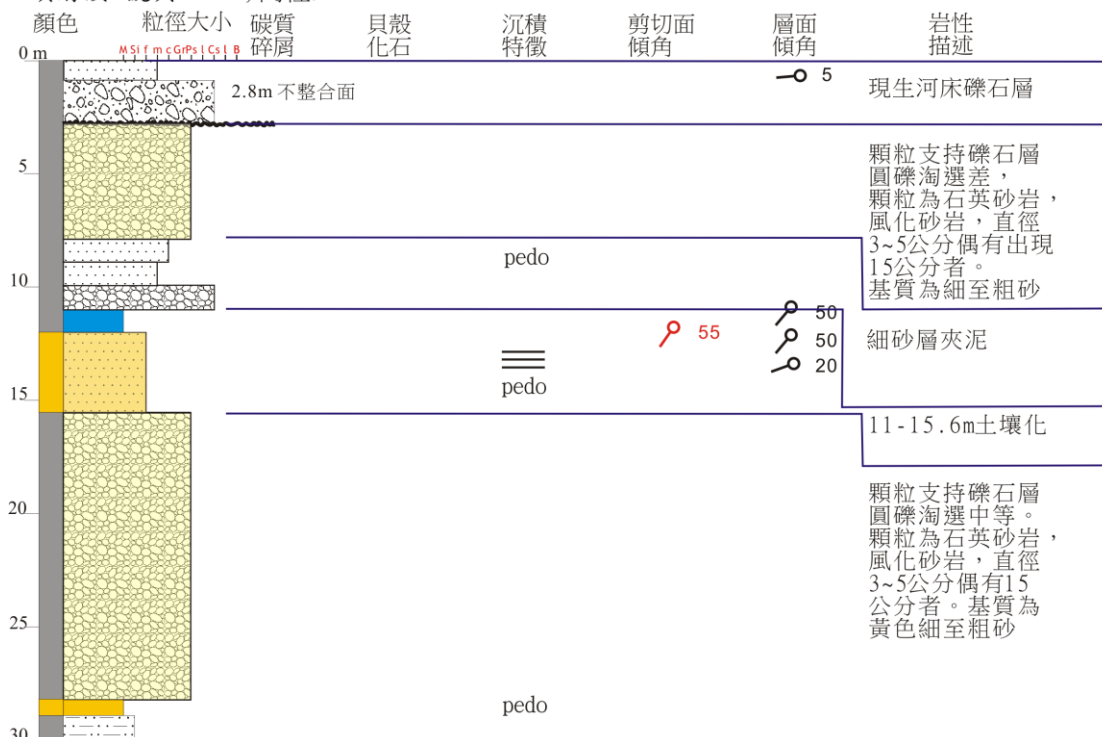 顏色 粒徑大小 碳質碎屑 貝殼化石 沉積特徵 剪切面傾角 層面傾角 岩性描述
M Si f m c Gr Ps l Cs l B
0 m
5
2.8m 不整合面
現生河床礫石層
顆粒支持礫石層
圓礫淘選差,
顆粒為石英砂岩,
風化砂岩,直徑
3~5公分偶有出現
15公分者。
基質為細至粗砂
5
pedo
10
50
55
50
細砂層夾泥
20
pedo
15
11-15.6m土壤化
顆粒支持礫石層
圓礫淘選中等。
顆粒為石英砂岩,
風化砂岩,直徑
3~5公分偶有15
公分者。基質為
黃色細至粗砂
20
25
pedo
30